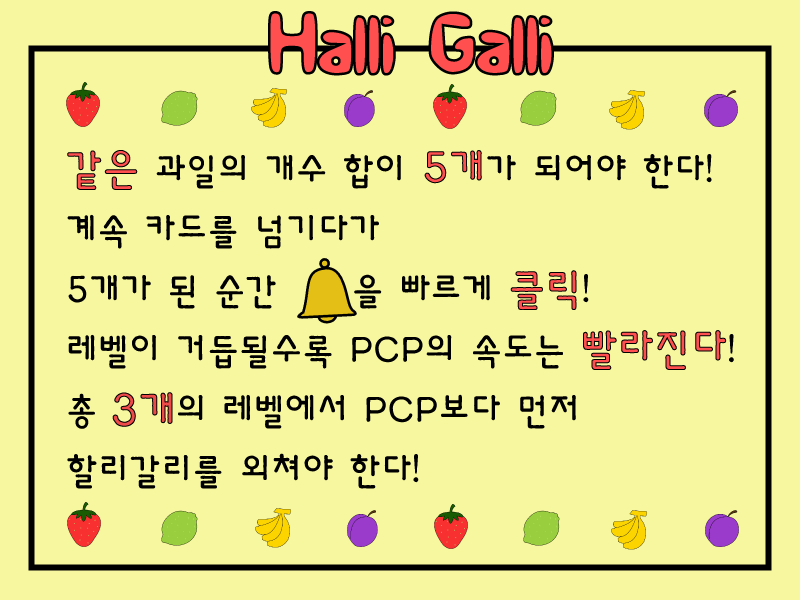 Halli Galli
같은 과일의 개수 합이 5개가 되어야 한다!
계속 카드를 넘기다가
5개가 된 순간 을 빠르게 클릭!
레벨이 거듭될수록 PCP의 속도는 빨라진다!
총 3개의 레벨에서 PCP보다 먼저
할리갈리를 외쳐야 한다!